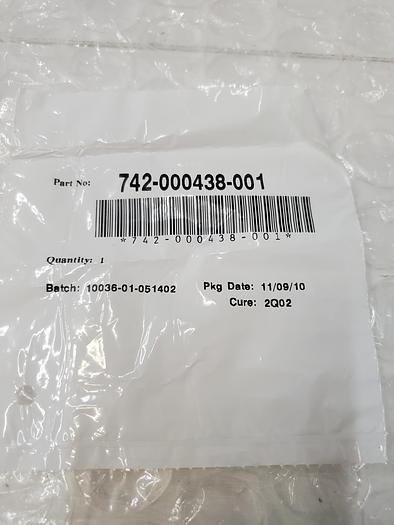 Part No: 742-000438-001
*742-000438-001*
Quantity: 1
Batch: 10036-01-051402 Pkg Date: 11/09/10
Cure: 2Q02